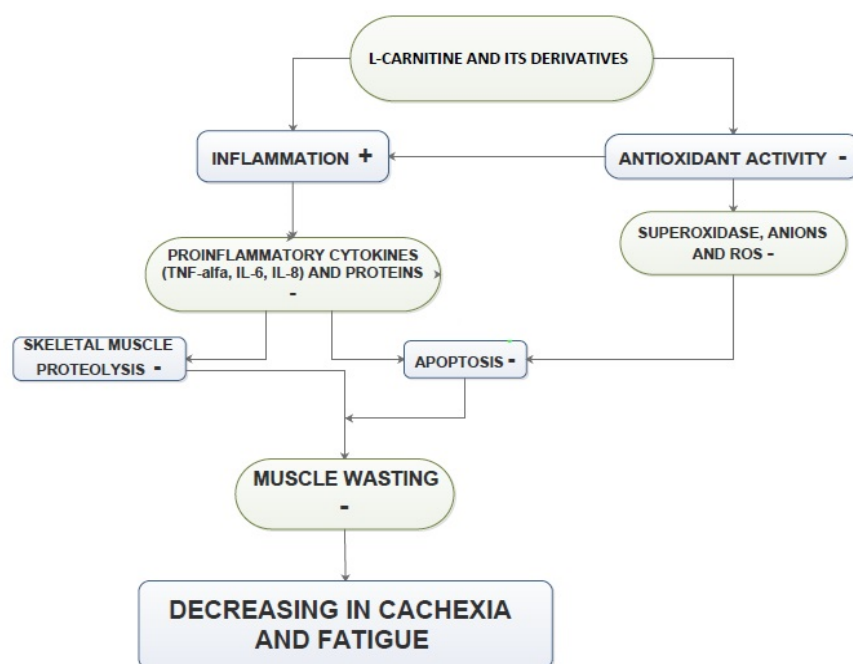 L-CARNITINE AND ITS DERIVATIVES
INFLAMMATION +
ANTIOXIDANT ACTIVITY -
PROINFLAMMATORY CYTOKINES
(TNF-alfa, IL-6, IL-8) AND PROTEINS
-
SUPEROXIDASE, ANIONS
AND ROS -
SKELETAL MUSCLE
PROTEOLYSIS -
APOPTOSIS -
MUSCLE WASTING
-
DECREASING IN CACHEXIA
AND FATIGUE